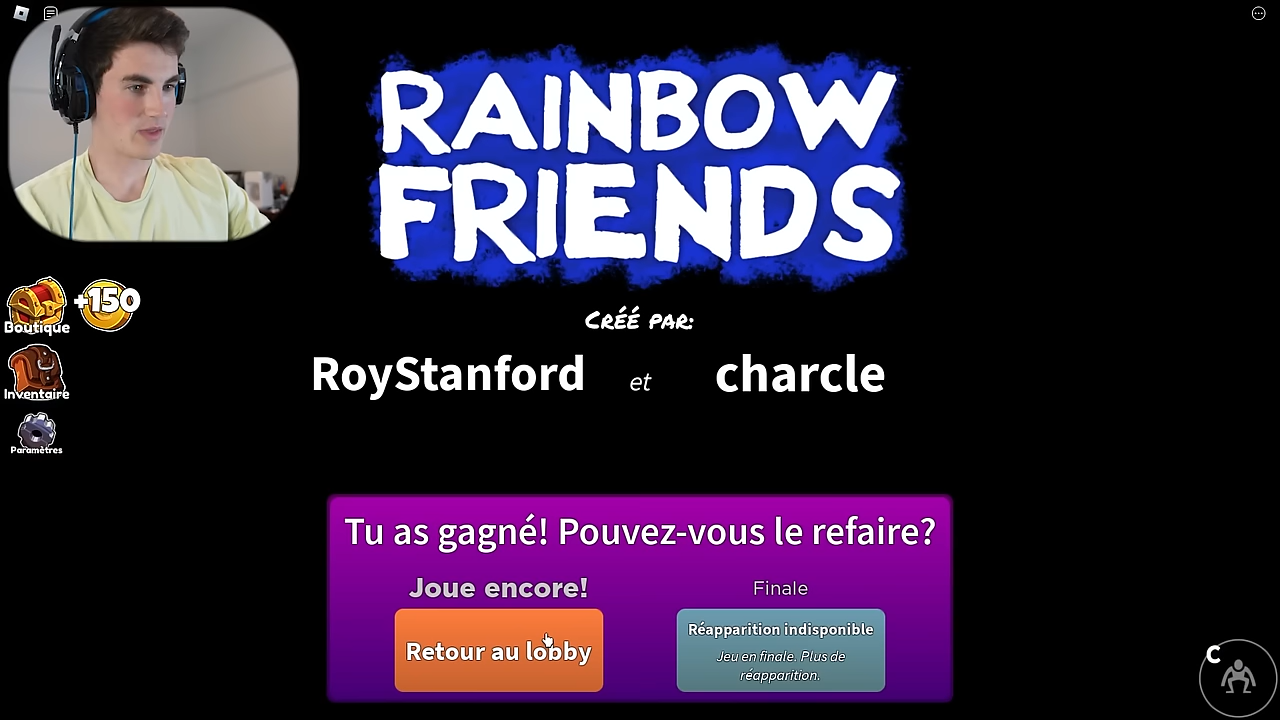 RAINBOW
FRIENDS
Créé par:
RoyStanford et charcle
+150
Boutique
Inventaire
Paramètres
Tu as gagné! Pouvez-vous le refaire?
Joue encore!
Retour au lobby
Finale
Réapparition indisponible
Jeu en finale. Plus de
réapparition.
C